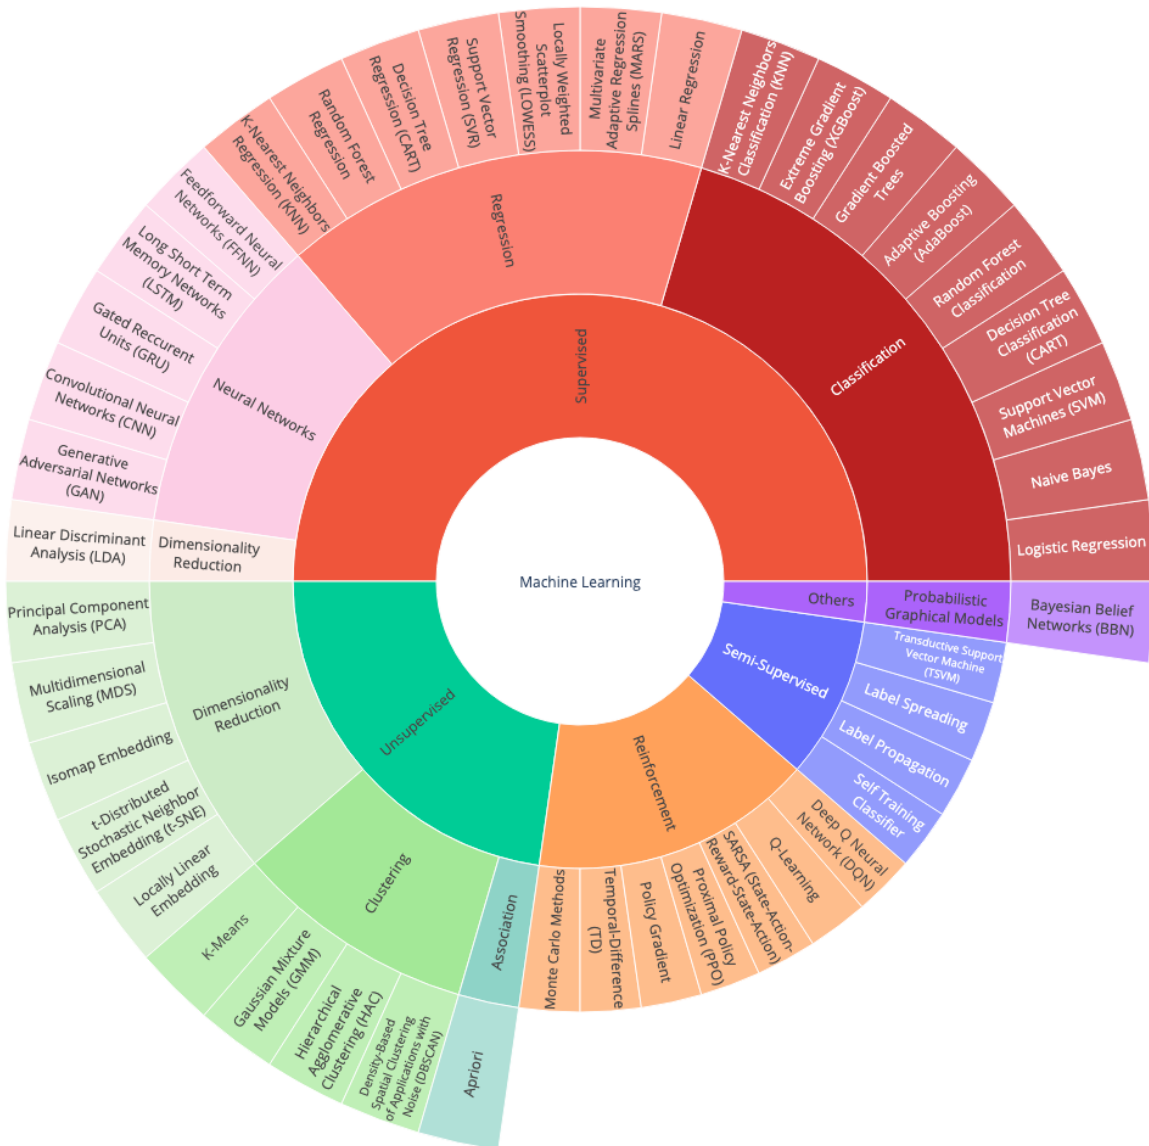 Machine Learning
Supervised
Classification
Logistic Regression
Naive Bayes
Support Vector
Machines (SVM)
Decision Tree
Classification
(CART)
Random Forest
Classification
Adaptive Boosting
(AdaBoost)
Gradient Boosted
Trees
Extreme Gradient
Boosting (XGBoost)
K-Nearest Neighbors
Classification (KNN)
Regression
Linear Regression
Multivariate
Adaptive Regression
Splines (MARS)
Locally Weighted
Scatterplot
Smoothing (LOWESS)
Support Vector
Regression (SVR)
Decision Tree
Regression (CART)
Random Forest
Regression
K-Nearest Neighbors
Regression (KNN)
Neural Networks
Feedforward Neural
Networks (FFNN)
Long Short Term
Memory Networks
(LSTM)
Gated Reccurent
Units (GRU)
Convolutional Neural
Networks (CNN)
Generative
Adversarial Networks
(GAN)
Dimensionality
Reduction
Linear Discriminant
Analysis (LDA)
Unsupervised
Dimensionality
Reduction
Principal Component
Analysis (PCA)
Multidimensional
Scaling (MDS)
Isomap Embedding
t-Distributed
Stochastic Neighbor
Embedding (t-SNE)
Locally Linear
Embedding
Clustering
K-Means
Gaussian Mixture
Models (GMM)
Hierarchical
Agglomerative
Clustering (HAC)
Density-Based
Spatial Clustering
of Applications with
Noise (DBSCAN)
Association
Apriori
Reinforcement
Monte Carlo Methods
Temporal-Difference
(TD)
Policy Gradient
Proximal Policy
Optimization (PPO)
SARSA (State-Action-
Reward-State-Action)
Q-Learning
Deep Q Neural
Network (DQN)
Semi-Supervised
Self Training
Classifier
Label Propagation
Label Spreading
Transductive Support
Vector Machine
(TSVM)
Others
Probabilistic
Graphical Models
Bayesian Belief
Networks (BBN)